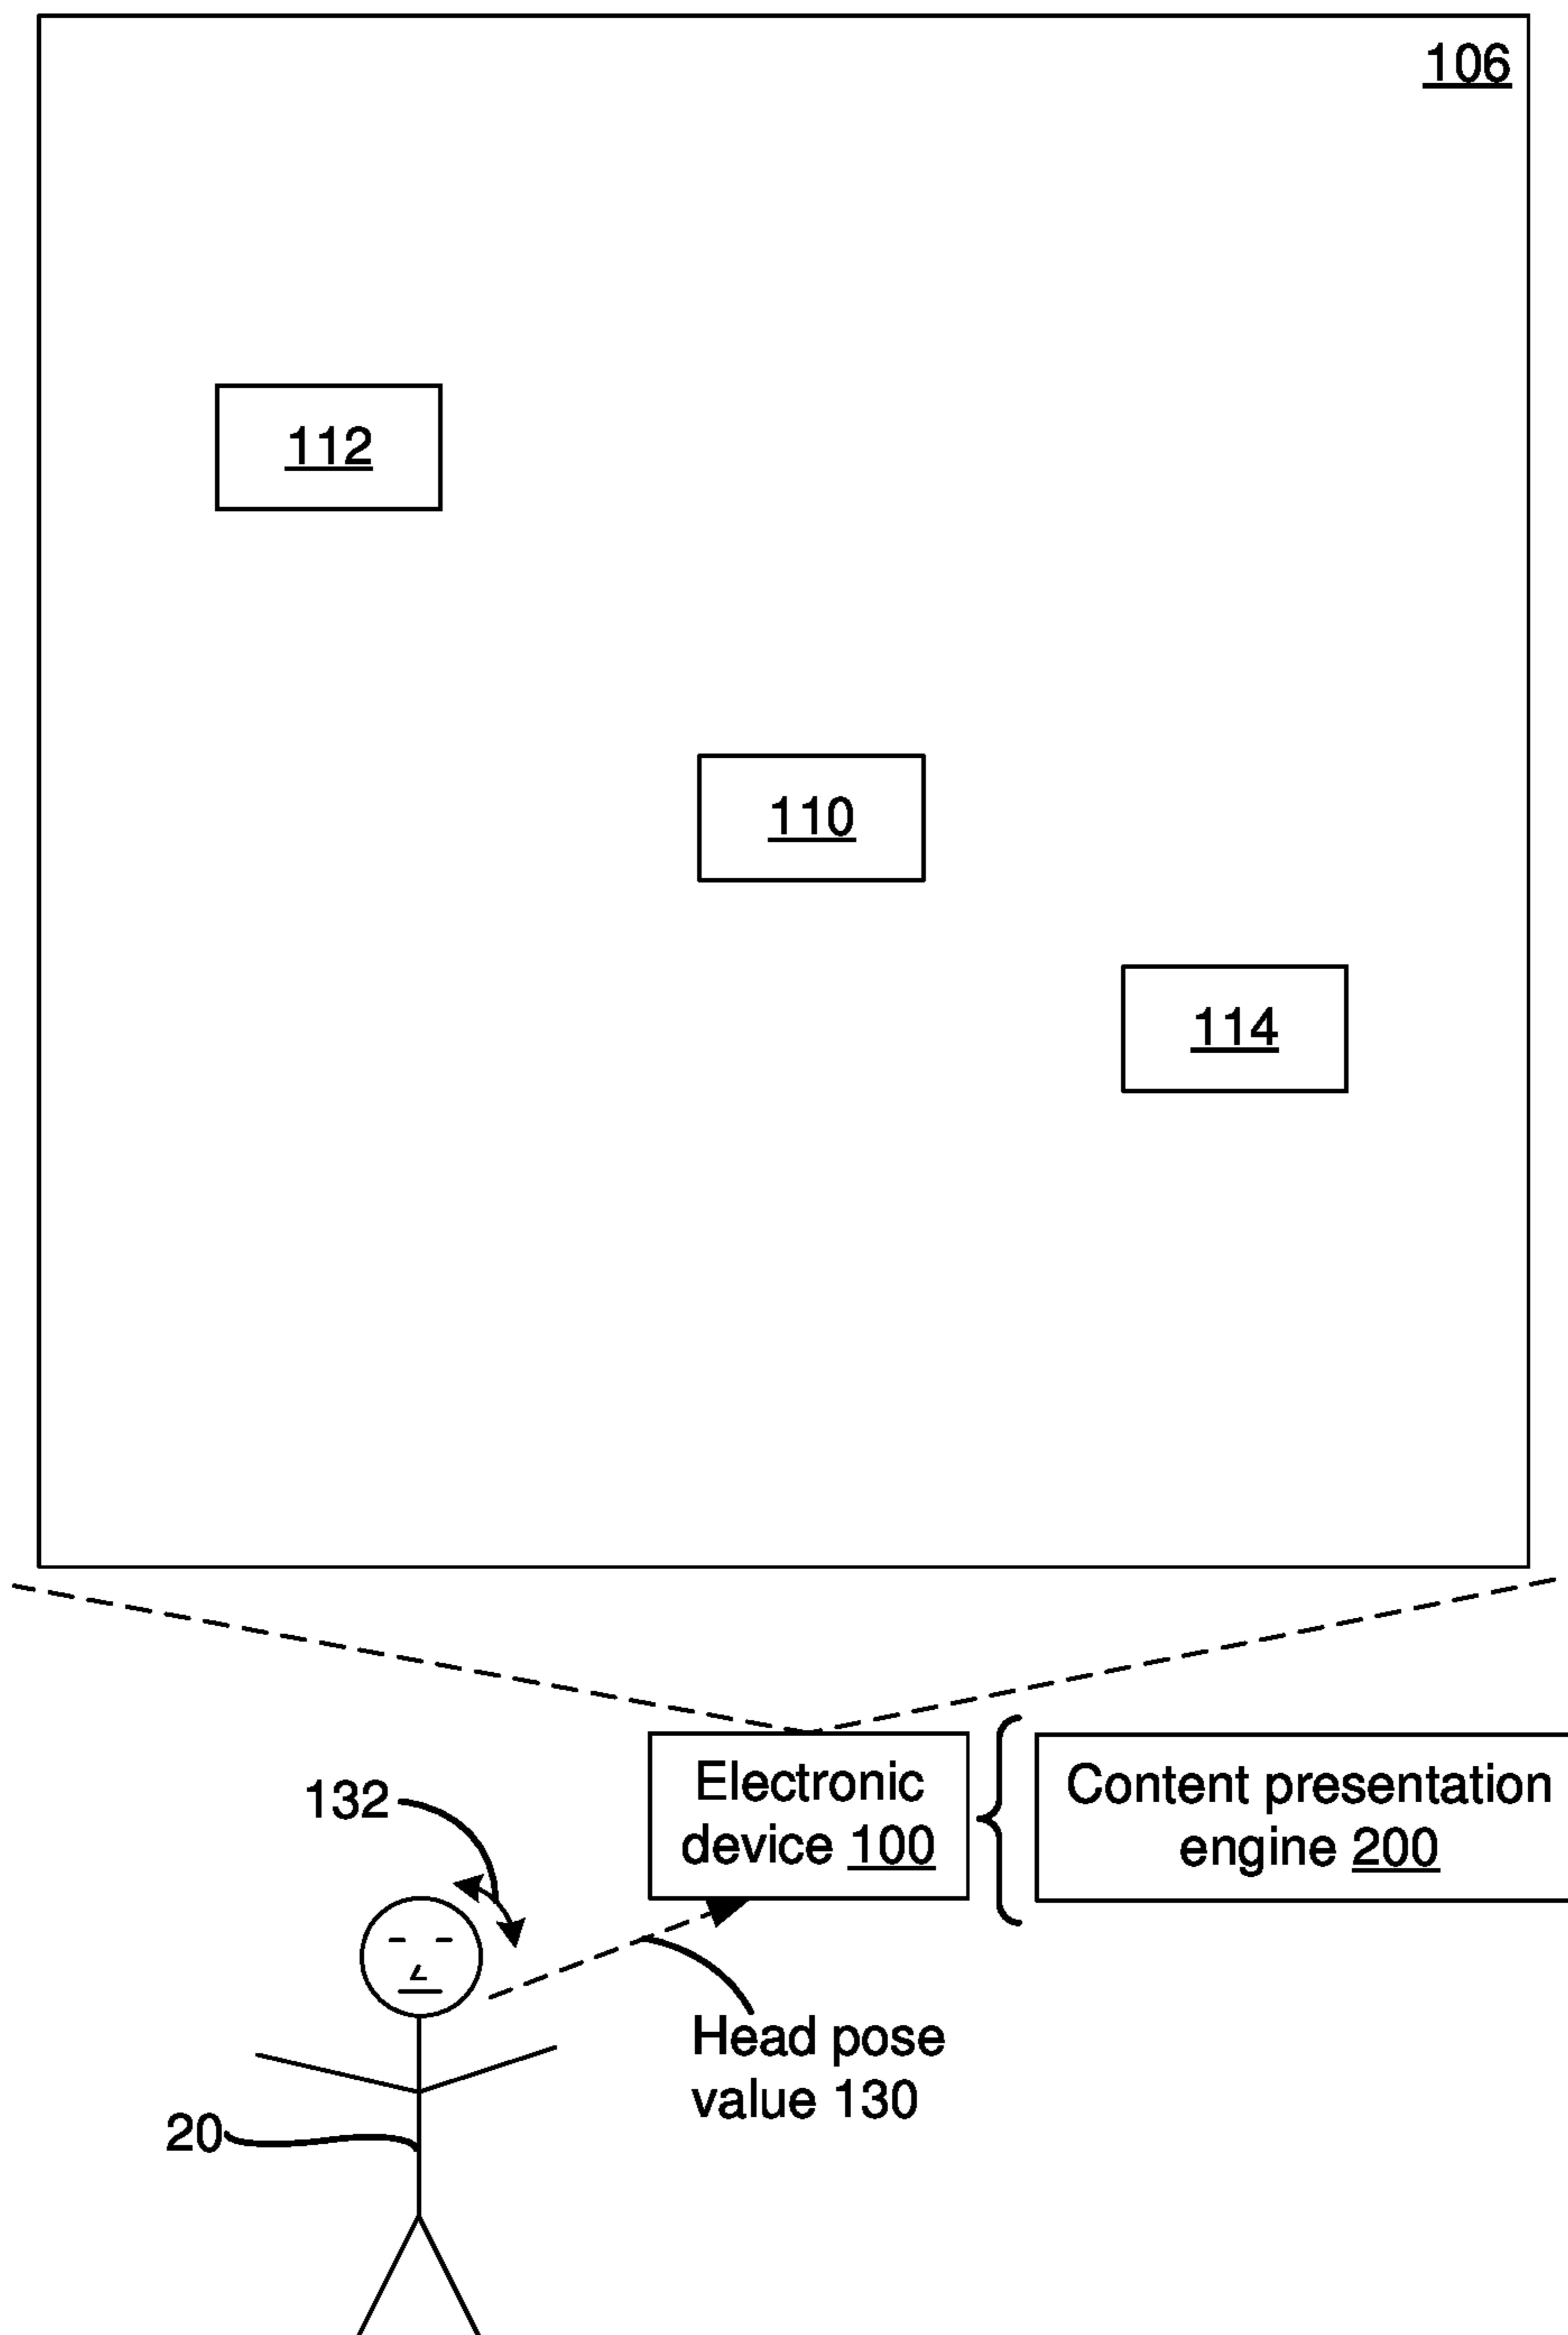 106
112
110
114
Electronic
device 100
Content presentation
engine 200
132
Head pose
value 130
20